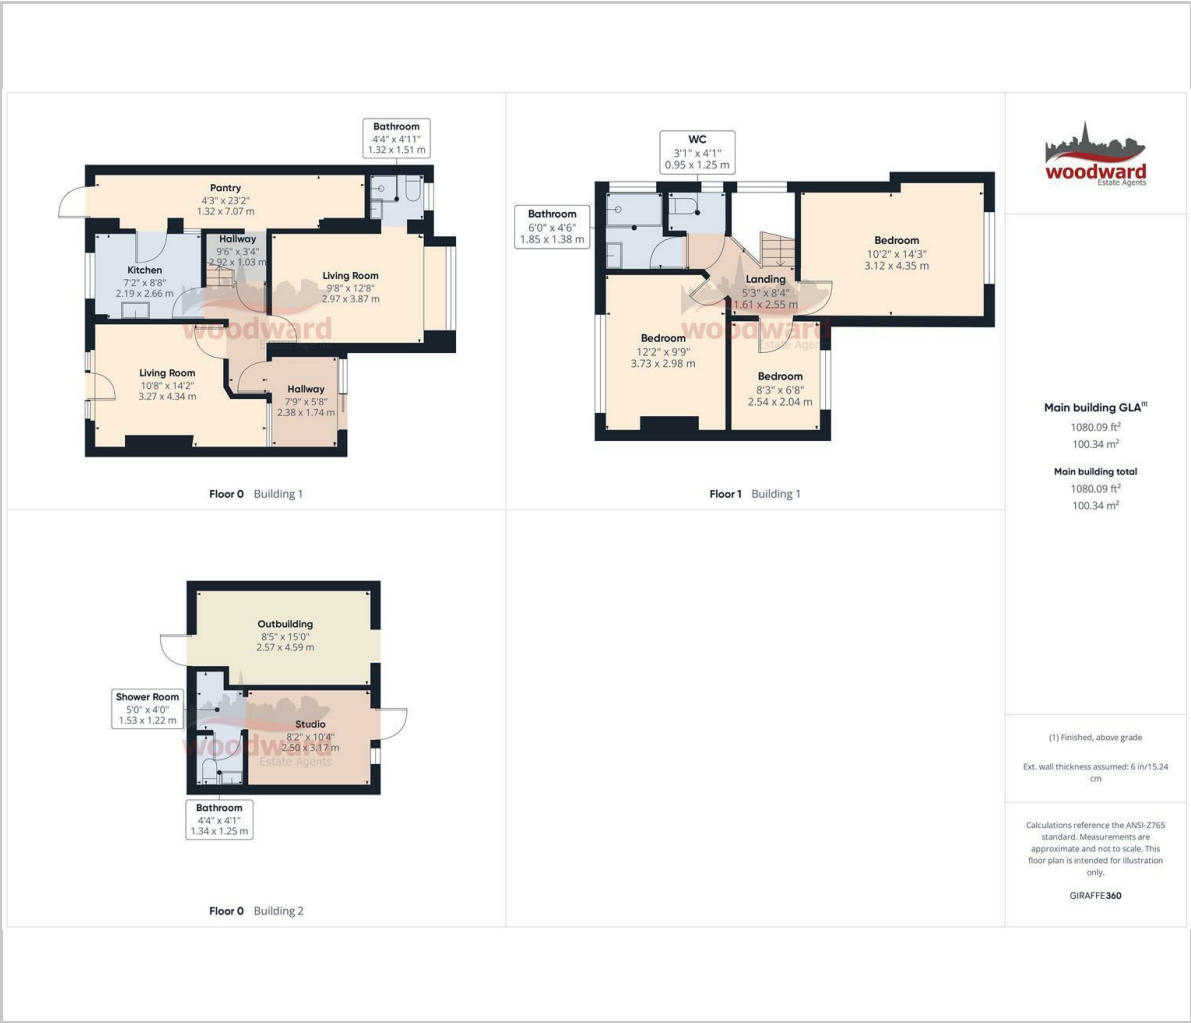 Bathroom
4'4" x 4'11"
1.32 x 1.51 m
Pantry
4'3" x 23'2"
1.32 x 7.07 m
Hallway
9'6" x 3'4"
2.92 x 1.03 m
Kitchen
7'2" x 8'8"
2.19 x 2.66 m
Living Room
9'8" x 12'8"
2.97 x 3.87 m
woodward
Living Room
10'8" x 14'2"
3.27 x 4.34 m
Hallway
7'9" x 5'8"
2.38 x 1.74 m
Floor 0 Building 1
WC
3'1" x 4'1"
0.95 x 1.25 m
Bathroom
6'0" x 4'6"
1.85 x 1.38 m
Bedroom
10'2" x 14'3"
3.12 x 4.35 m
Landing
5'3" x 8'4"
1.61 x 2.55 m
woodward
Estate Agents
Bedroom
12'2" x 9'9"
3.73 x 2.98 m
Bedroom
8'3" x 6'8"
2.54 x 2.04 m
Floor 1 Building 1
woodward
Estate Agents
Main building GLA(1)
1080.09 ft²
100.34 m²
Main building total
1080.09 ft²
100.34 m²
Outbuilding
8'5" x 15'0"
2.57 x 4.59 m
Shower Room
5'0" x 4'0"
1.53 x 1.22 m
Studio
8'2" x 10'4"
2.50 x 3.17 m
woodward
Estate Agents
Bathroom
4'4" x 4'1"
1.34 x 1.25 m
Floor 0 Building 2
(1) Finished, above grade
Ext. wall thickness assumed: 6 in/15.24
cm
Calculations reference the ANSI-Z765
standard. Measurements are
approximate and not to scale. This
floor plan is intended for illustration
only.
GIRAFFE360